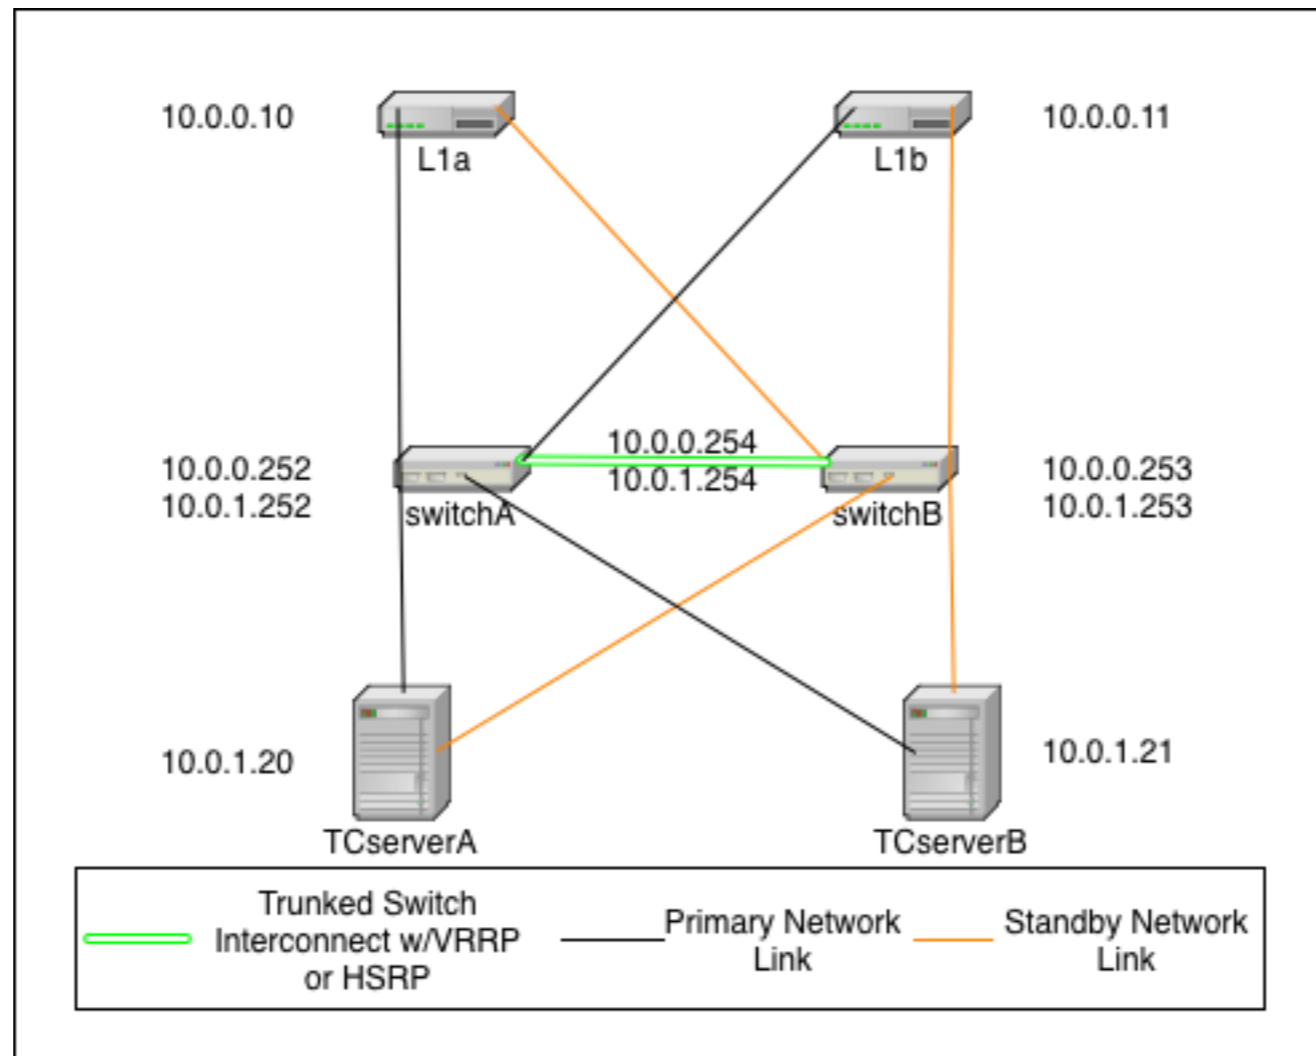 10.0.0.10
L1a
L1b
10.0.0.11
10.0.0.252
10.0.1.252
switchA
10.0.0.254
10.0.1.254
switchB
10.0.0.253
10.0.1.253
10.0.1.20
TCserverA
TCserverB
10.0.1.21
Trunked Switch
Interconnect w/VRRP
or HSRP
Primary Network
Link
Standby Network
Link